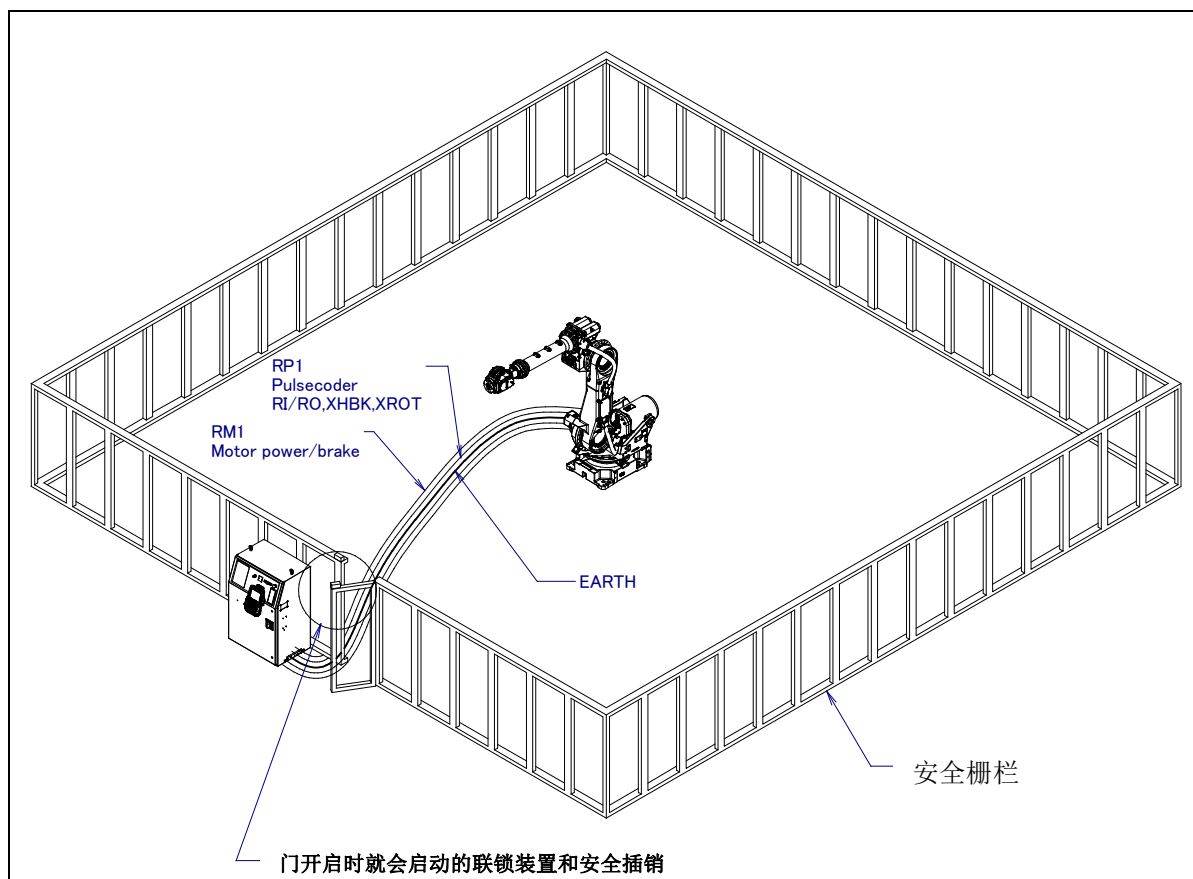 RP1
Pulsecoder
RI/RO,XHBK,XROT
RM1
Motor power/brake
EARTH
安全栅栏
门开启时就会启动的联锁装置和安全插销